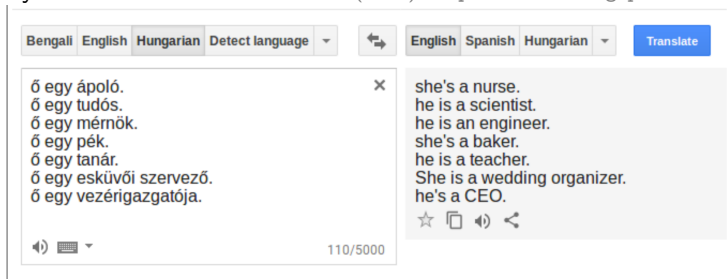 Bengali English Hungarian Detect language
English Spanish Hungarian
Translate
ő egy ápoló.
ő egy tudós.
ő egy mérnök.
ő egy pék.
ő egy tanár.
ő egy esküvői szervező.
ő egy vezérigazgatója.
110/5000
she's a nurse.
he is a scientist.
he is an engineer.
she's a baker.
he is a teacher.
She is a wedding organizer.
he's a CEO.